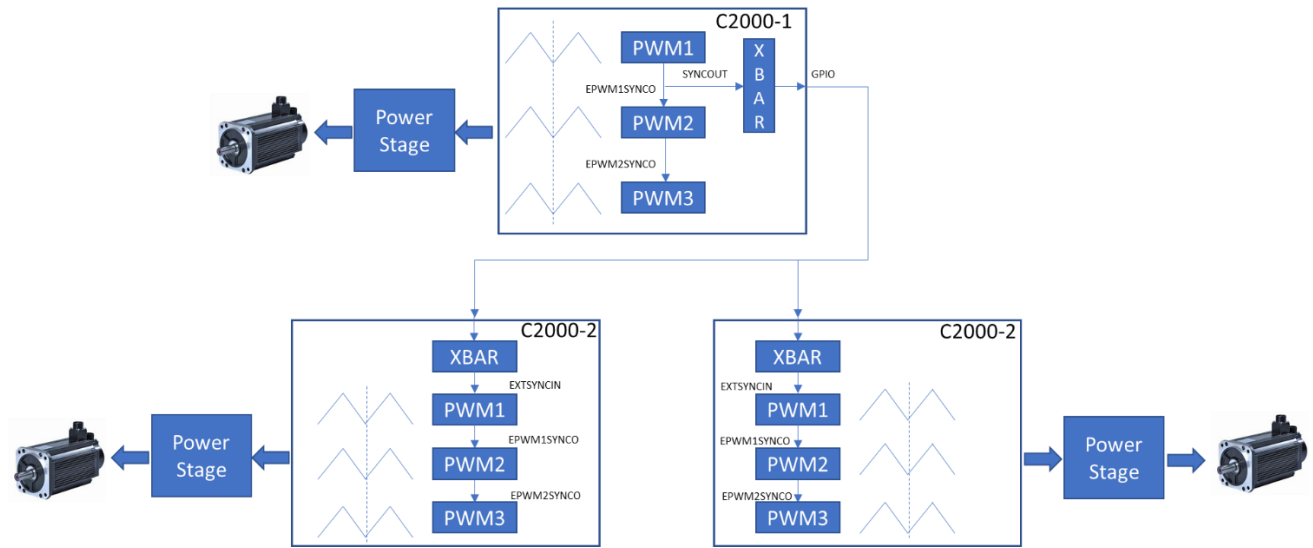 C2000-1
PWM1
X
B
A
R
SYNCOUT
GPIO
EPWM1SYNCO
PWM2
EPWM2SYNCO
PWM3
Power
Stage
C2000-2
XBAR
EXTSYNCIN
PWM1
EPWM1SYNCO
PWM2
EPWM2SYNCO
PWM3
Power
Stage
C2000-2
XBAR
EXTSYNCIN
PWM1
EPWM1SYNCO
PWM2
EPWM2SYNCO
PWM3
Power
Stage